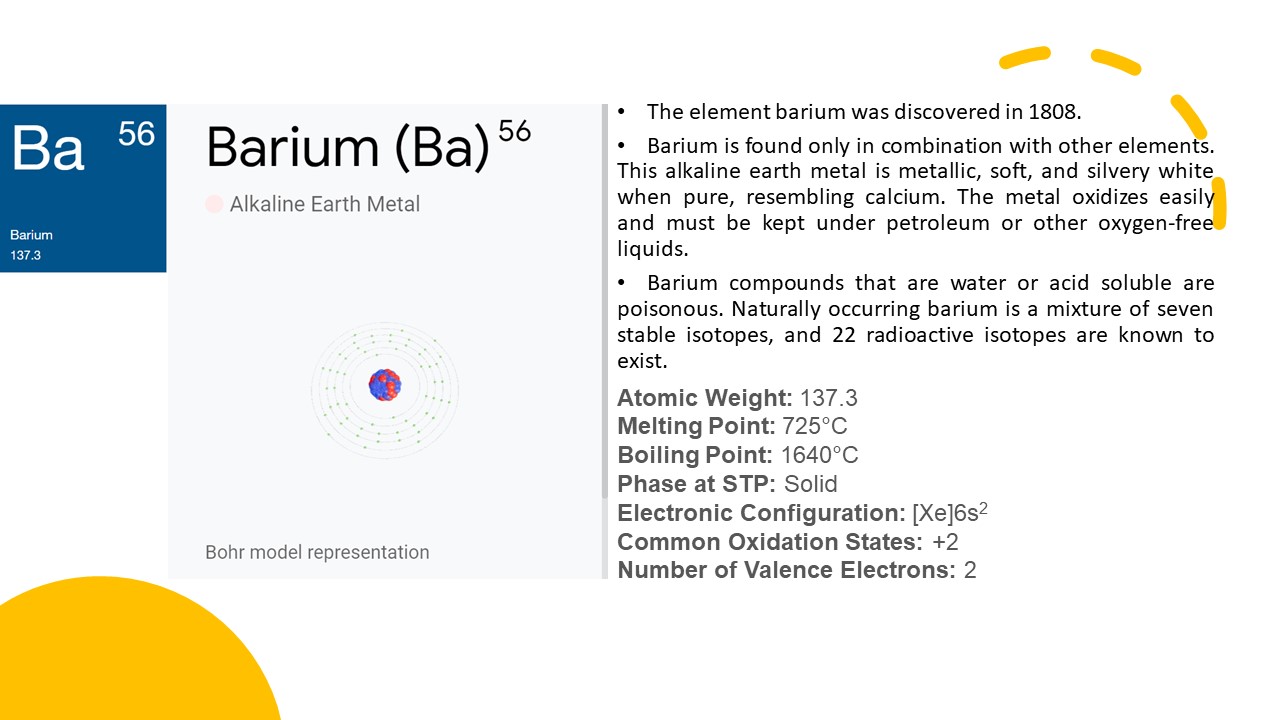 Ba 56
Barium
137.3
Barium (Ba) 56
Alkaline Earth Metal
Bohr model representation
• The element barium was discovered in 1808.
• Barium is found only in combination with other elements.
This alkaline earth metal is metallic, soft, and silvery white
when pure, resembling calcium. The metal oxidizes easily
and must be kept under petroleum or other oxygen-free
liquids.
• Barium compounds that are water or acid soluble are
poisonous. Naturally occurring barium is a mixture of seven
stable isotopes, and 22 radioactive isotopes are known to
exist.
Atomic Weight: 137.3
Melting Point: 725°C
Boiling Point: 1640°C
Phase at STP: Solid
Electronic Configuration: [Xe]6s²
Common Oxidation States: +2
Number of Valence Electrons: 2